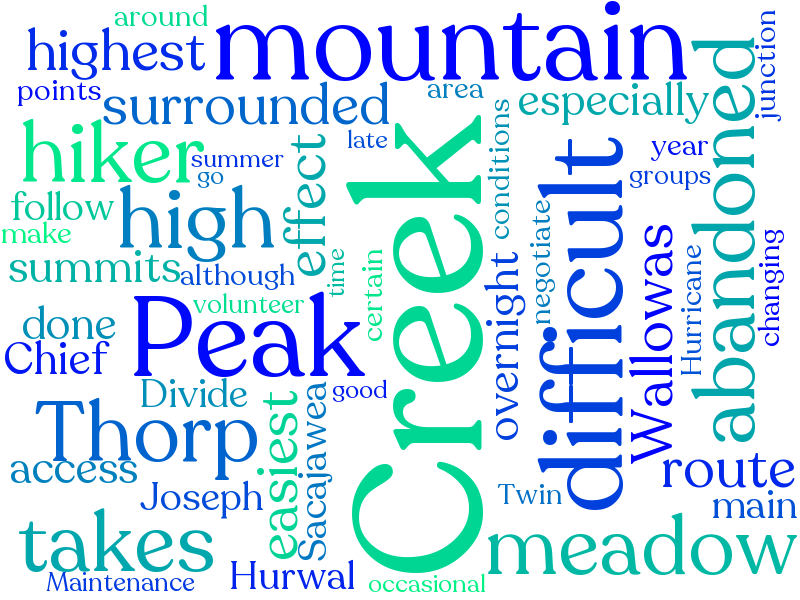 around
highest
mountain
points
surrounded
area
especially
junction
hiker
summer
late
go
effect
conditions
year
groups
abandoned
follow
high
make
Creek
difficult
summits
although
time
certain
negotiate
Wallowas
Hurricane
changing
volunteer
overnight
done
Peak
Chief
Divide
good
Thorp
easiest
Sacajawea
access
route
Joseph
Twin
main
takes
meadow
Maintenance
Hurwal
occasional